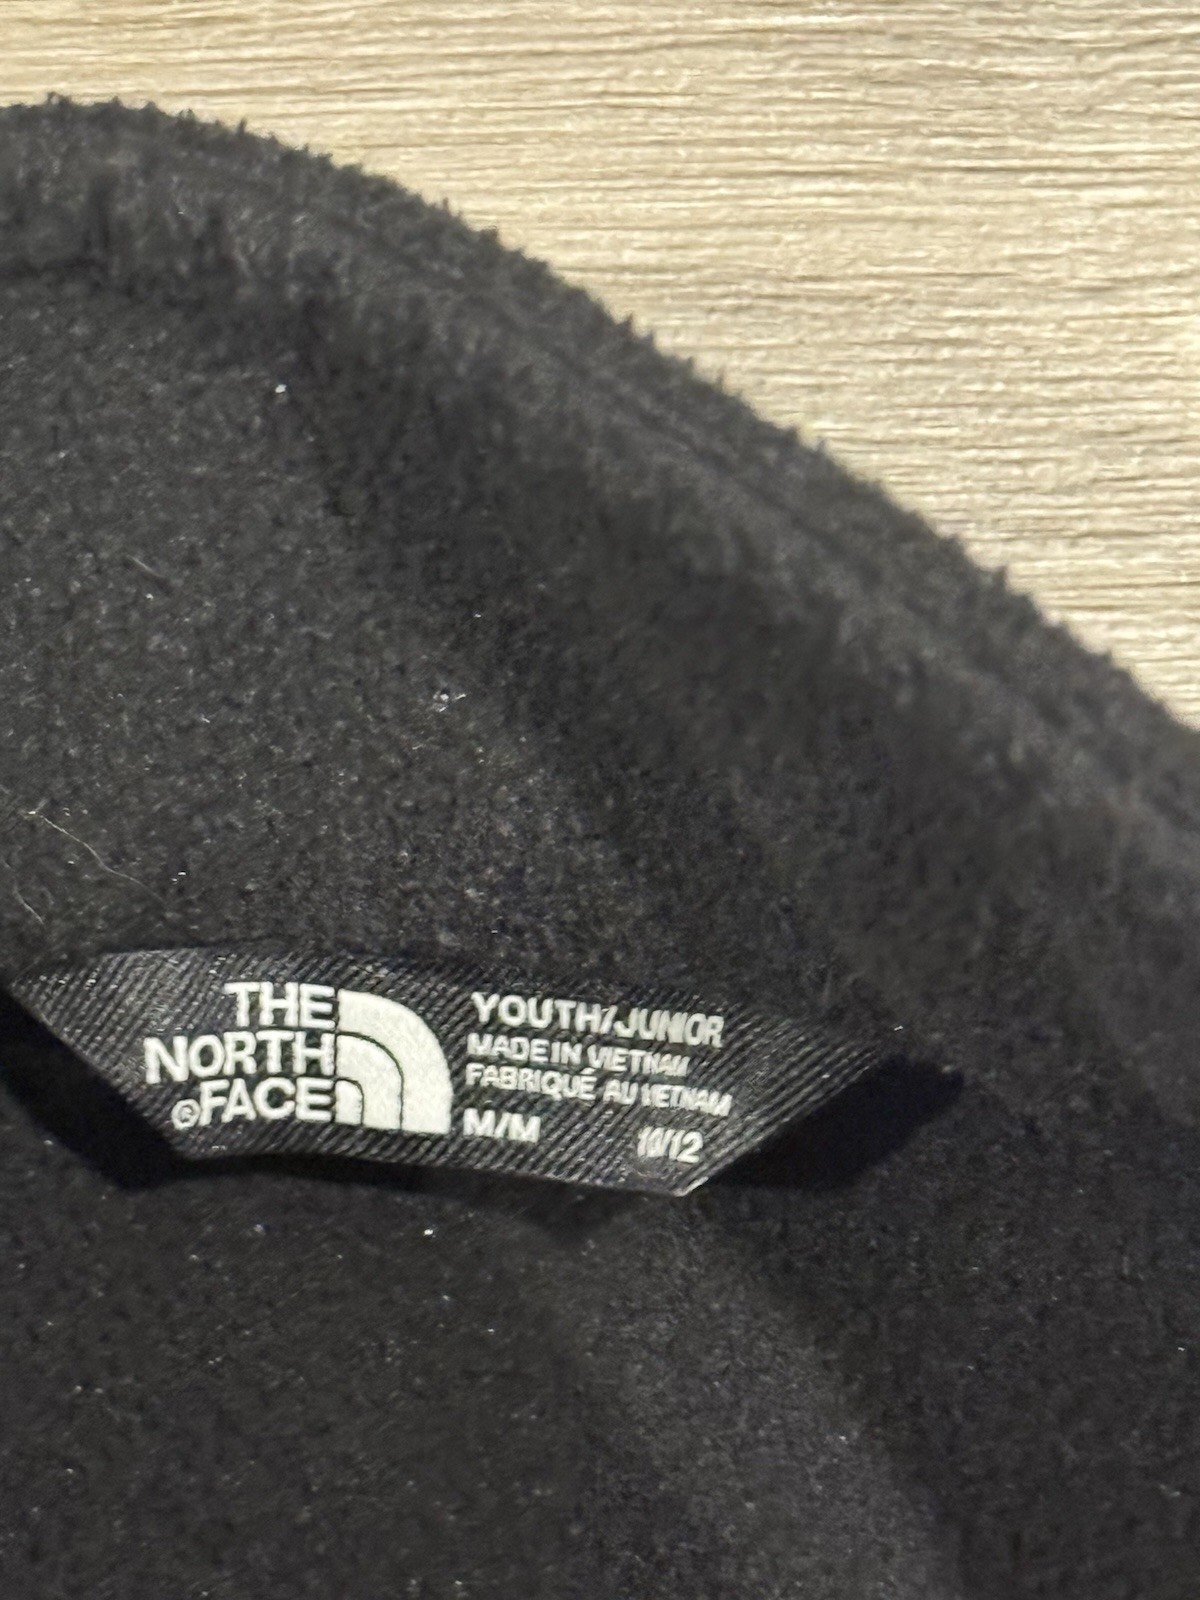 THE
NORTH
®FACE
YOUTH/JUNIOR
MADE IN VIETNAM
FABRIQUÉ AU VIETNAM
M/M 10/12